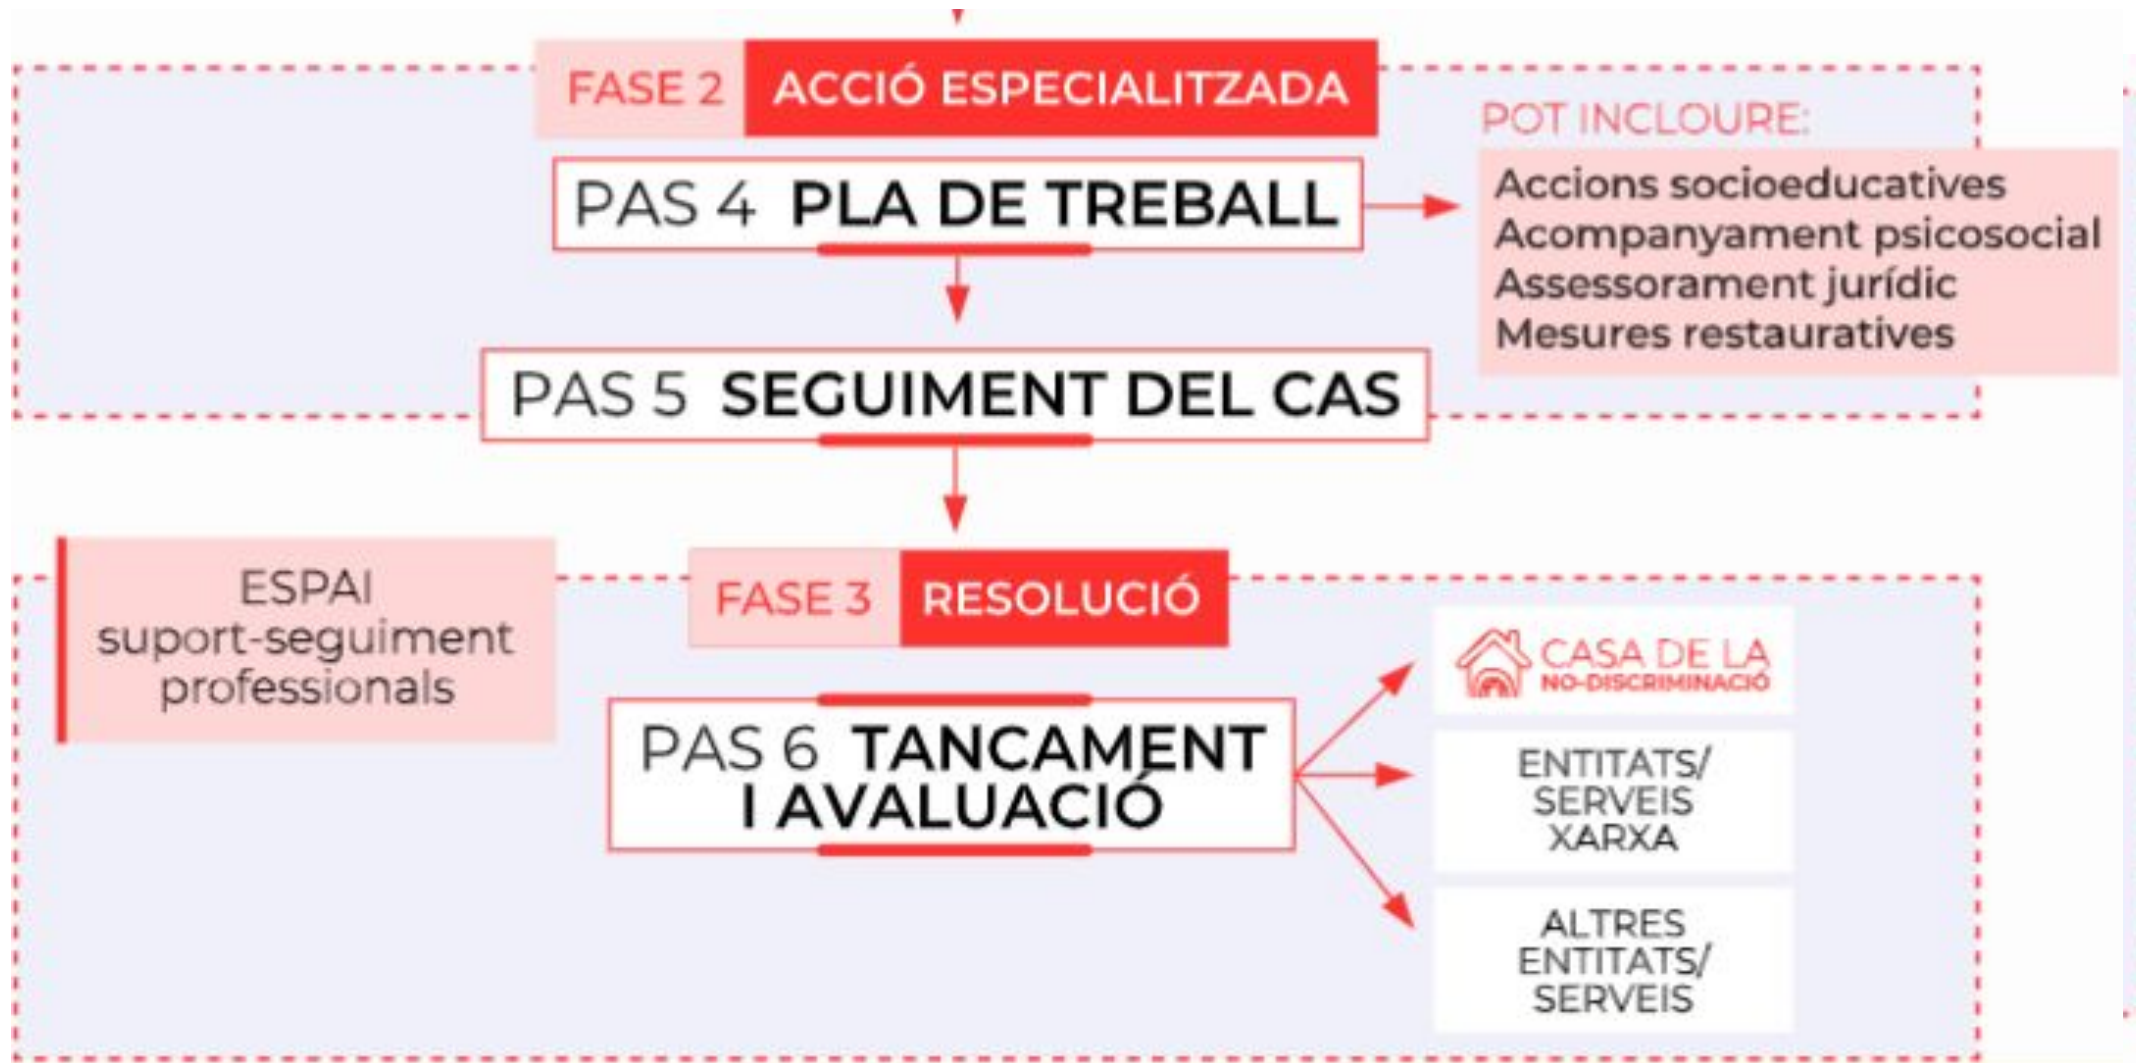 FASE 2 ACCIÓ ESPECIALITZADA
PAS 4 PLA DE TREBALL
POT INCLOURE:
Accions socioeducatives
Acompanyament psicosocial
Assessorament jurídic
Mesures restauratives
PAS 5 SEGUIMENT DEL CAS
ESPAI
suport-seguiment
professionals
FASE 3 RESOLUCIÓ
PAS 6 TANCAMENT
I AVALUACIÓ
CASA DE LA
NO-DISCRIMINACIÓ
ENTITATS/
SERVEIS
XARXA
ALTRES
ENTITATS/
SERVEIS